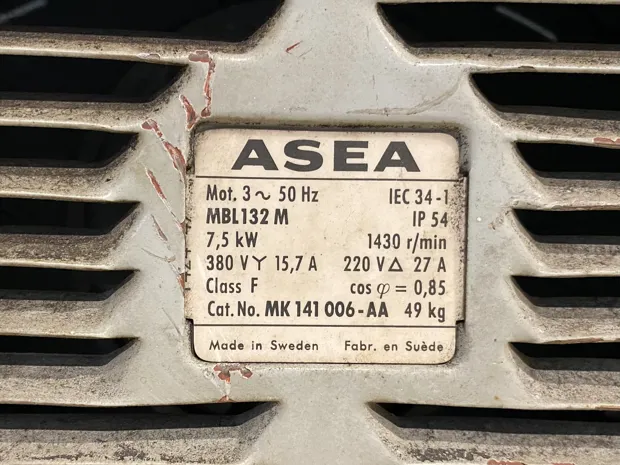 ASEA
Mot. 3 ~ 50 Hz IEC 34-1
MBL132 M IP 54
7,5 kW 1430 r/min
380 V Y 15,7 A 220 V Δ 27 A
Class F cos φ = 0,85
Cat. No. MK 141 006-AA 49 kg
Made in Sweden Fabr. en Suède